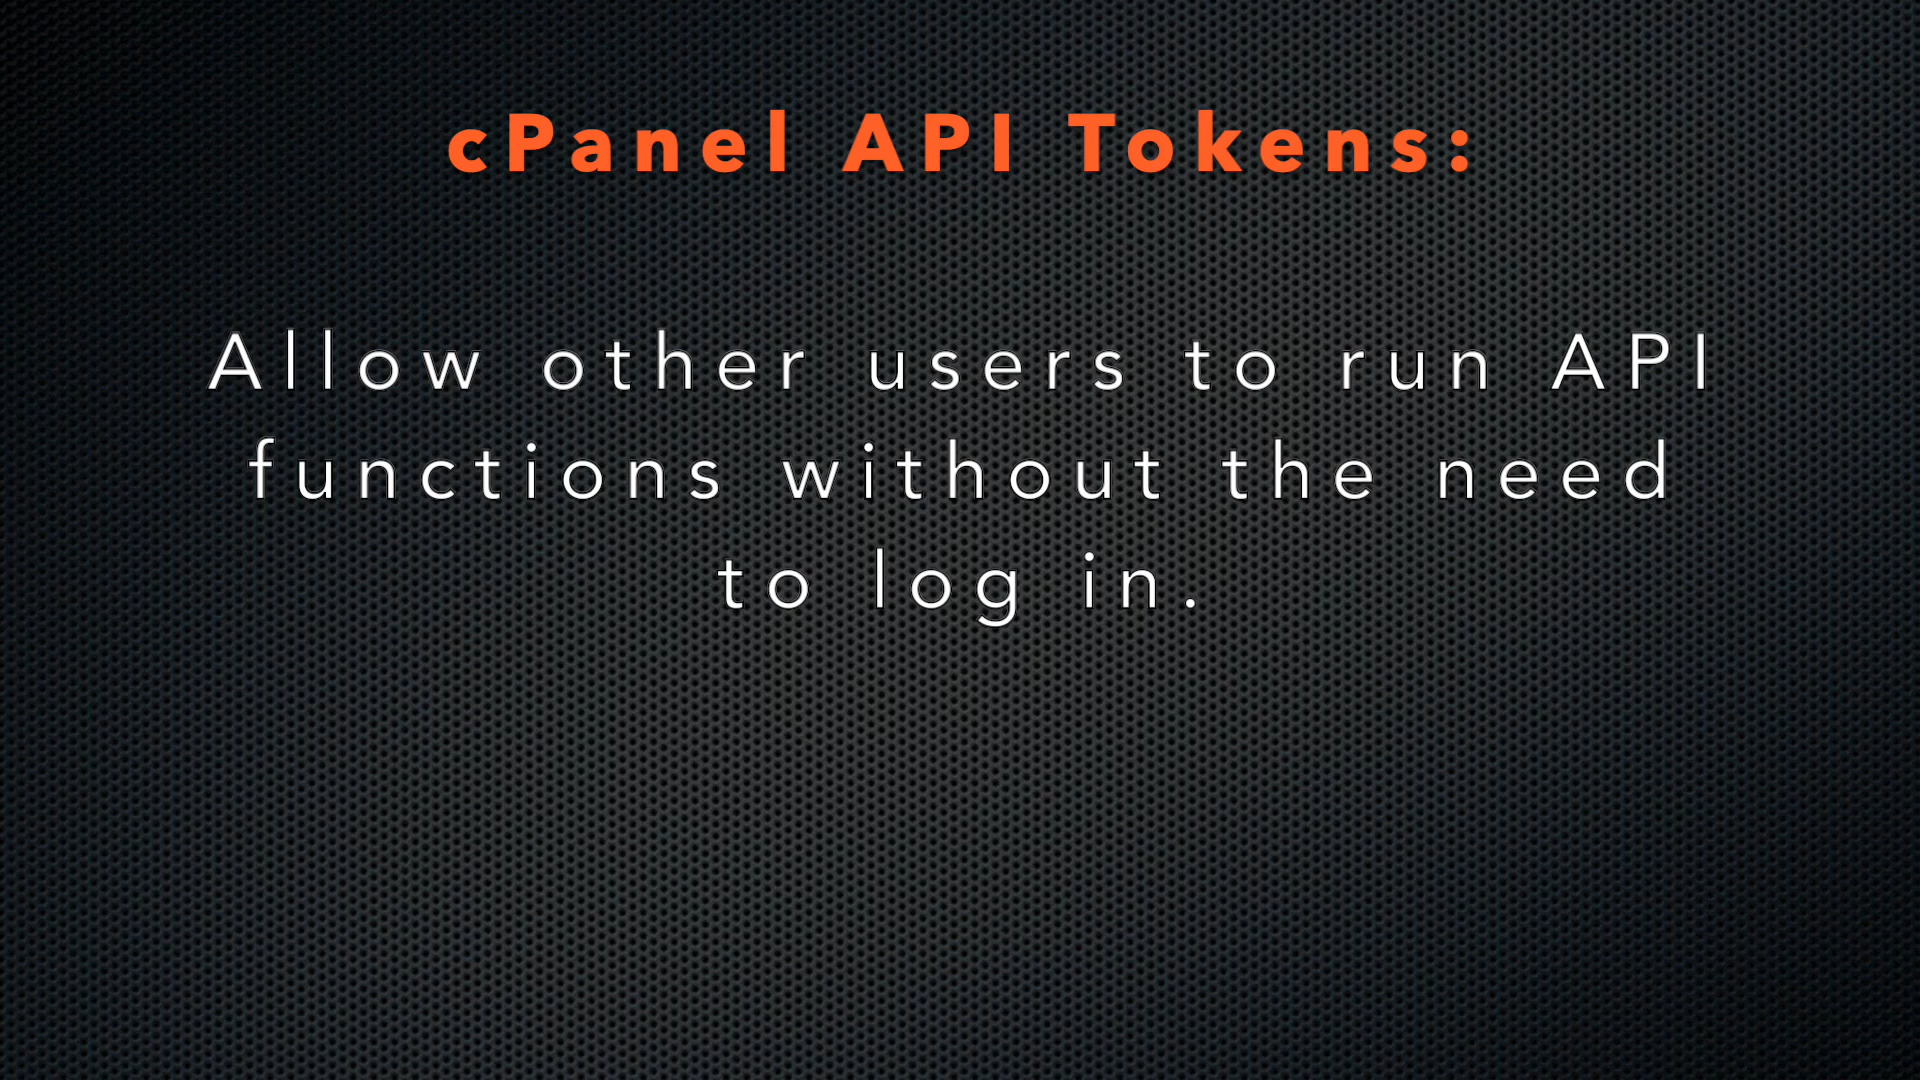 cPanel API Tokens:
Allow other users to run API
functions without the need
to log in.